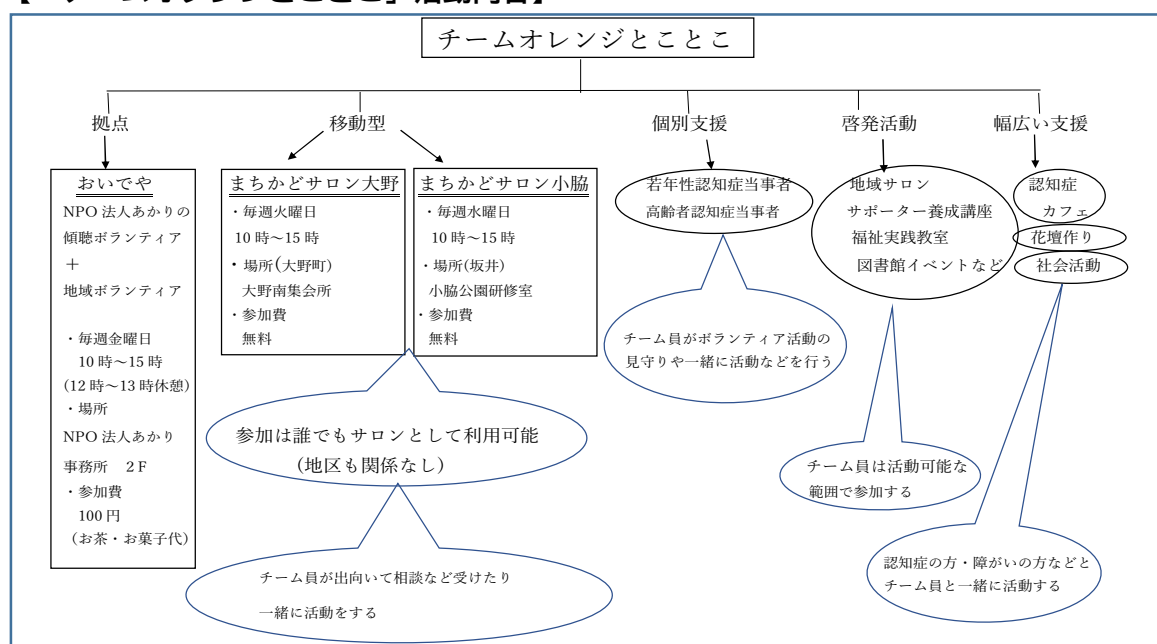 チームオレンジとことこ
拠点
移動型
個別支援
啓発活動
幅広い支援
おいでや
NPO 法人あかりの
傾聴ボランティア
＋
地域ボランティア
・毎週金曜日
10 時～15 時
(12 時～13 時休憩)
・場所
NPO 法人あかり
事務所　２F
・参加費
100 円
（お茶・お菓子代）
まちかどサロン大野
・毎週火曜日
10 時～15 時
・場所(大野町)
大野南集会所
・参加費
無料
まちかどサロン小脇
・毎週水曜日
10 時～15 時
・場所(坂井)
小脇公園研修室
・参加費
無料
参加は誰でもサロンとして利用可能
（地区も関係なし）
チーム員が出向いて相談など受けたり
一緒に活動をする
若年性認知症当事者
高齢者認知症当事者
チーム員がボランティア活動の
見守りや一緒に活動などを行う
地域サロン
サポーター養成講座
福祉実践教室
図書館イベントなど
チーム員は活動可能な
範囲で参加する
認知症
カフェ
花壇作り
社会活動
認知症の方・障がいの方などと
チーム員と一緒に活動する